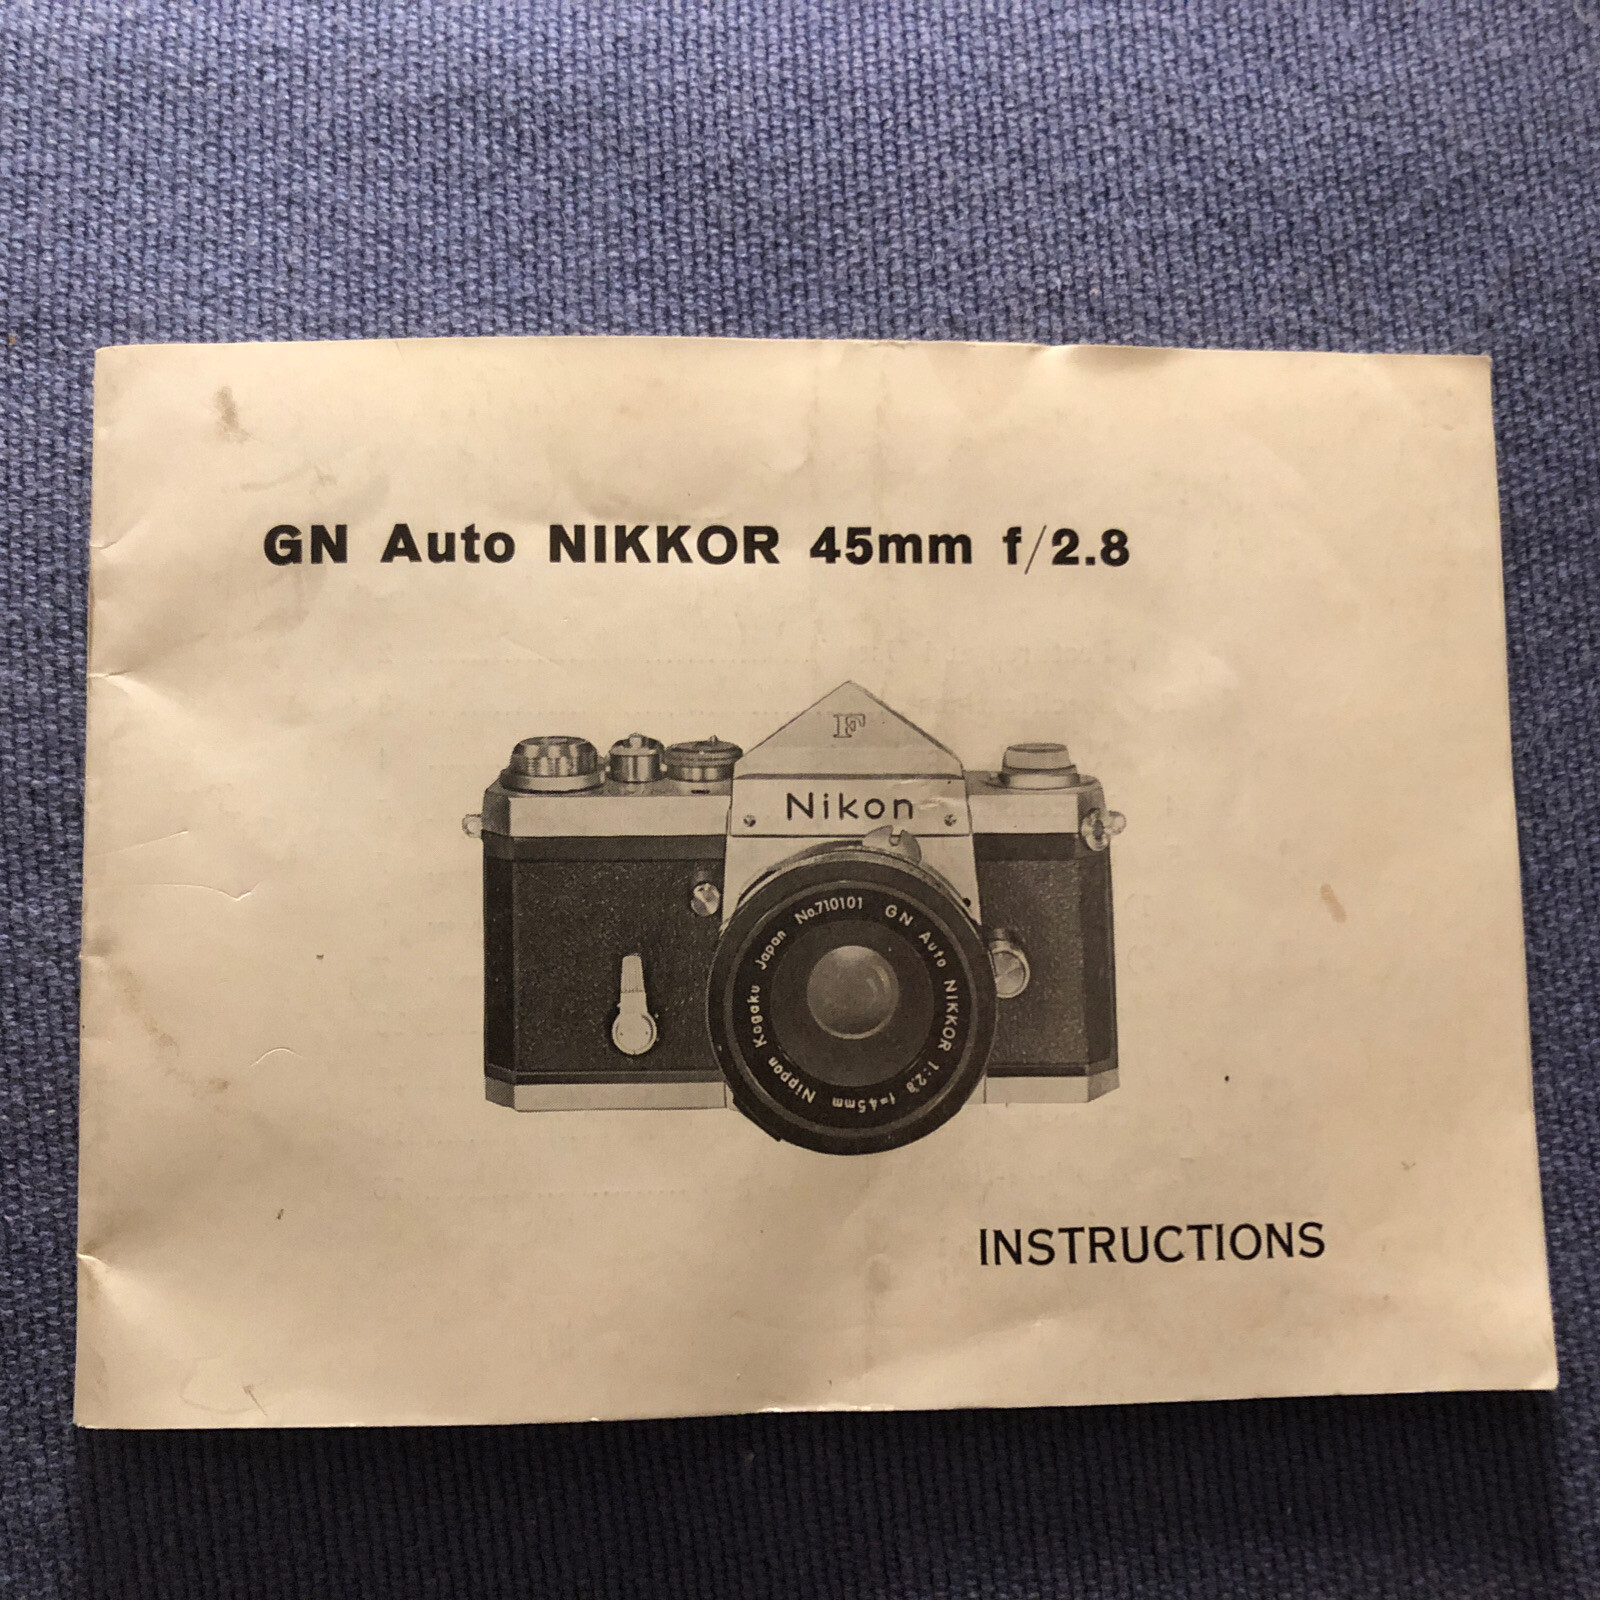 GN Auto NIKKOR 45mm f/2.8
F
Nikon
Nippon Kogaku Japan No.710101 GN Auto NIKKOR 1:2.8 f=45mm
INSTRUCTIONS